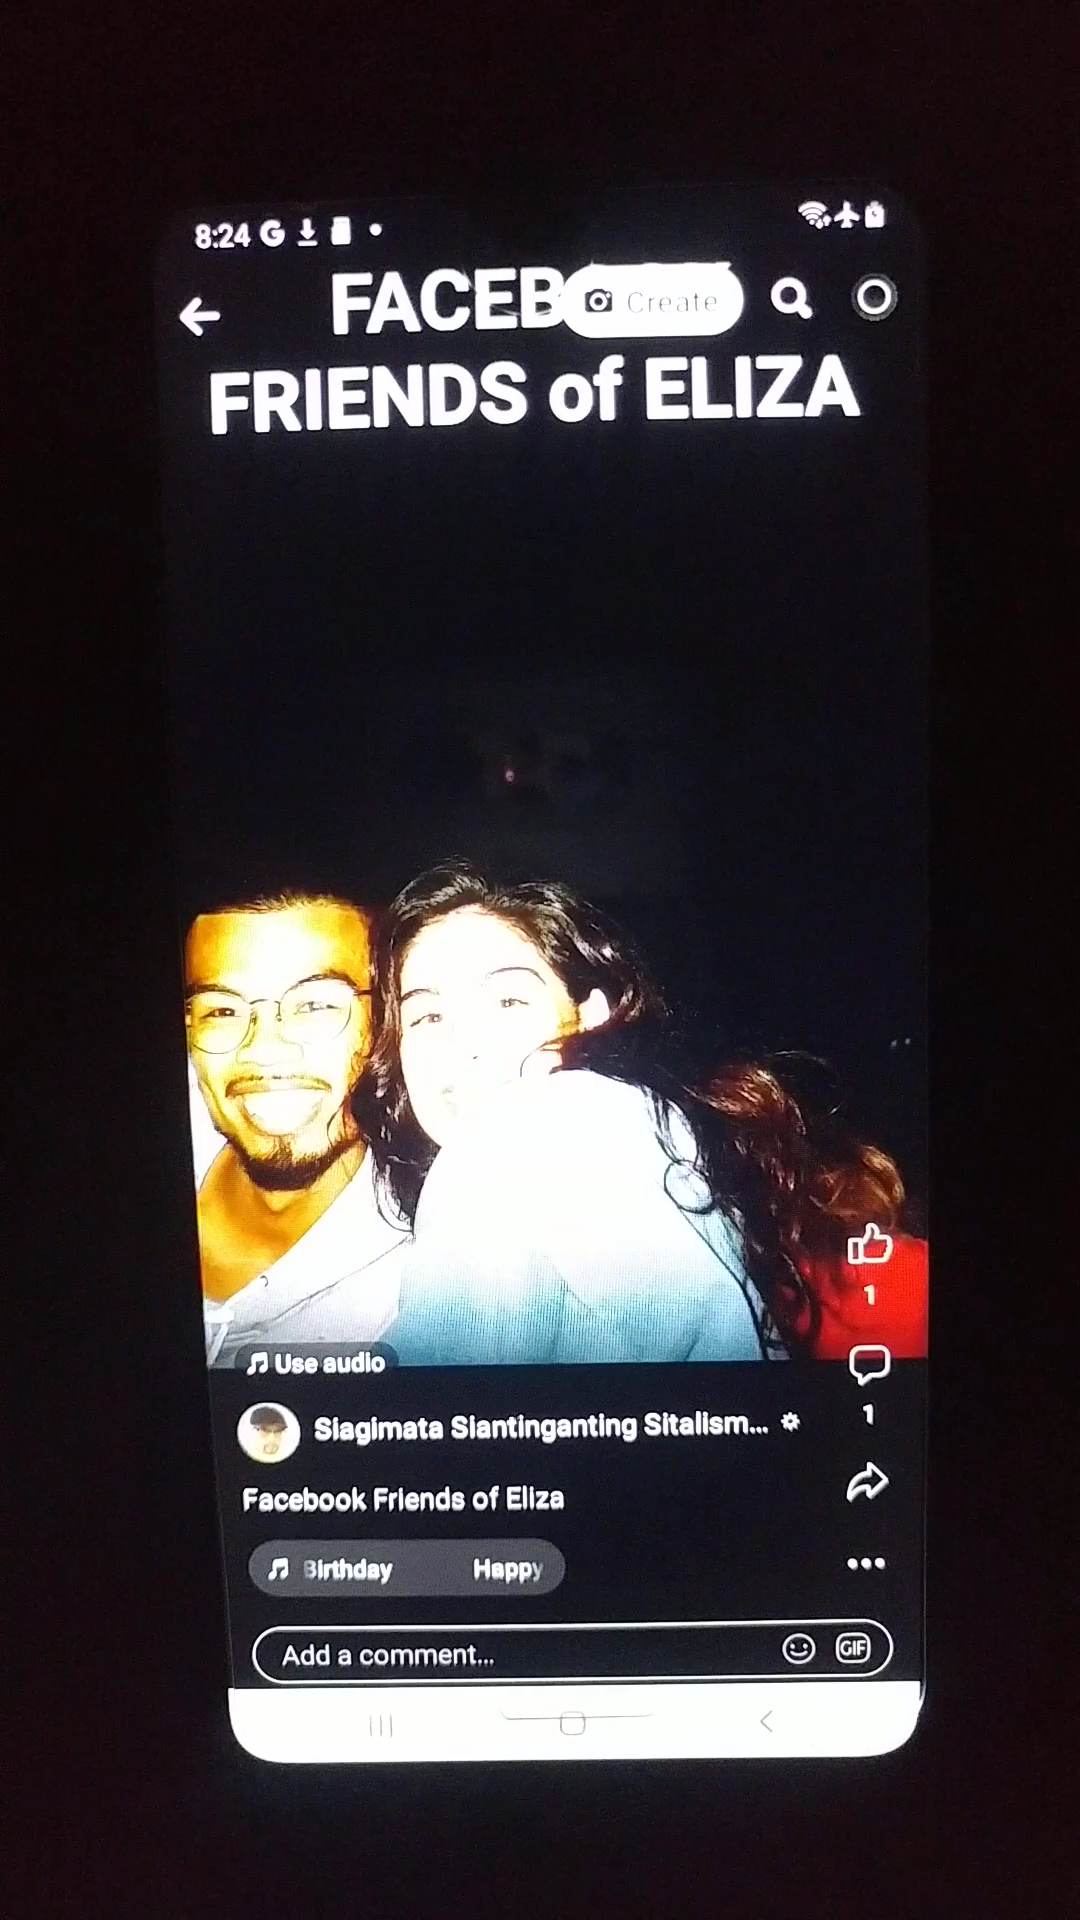 8:24 G
FACEB
Create
FRIENDS of ELIZA
1
Use audio
1
Siagimata Siantinganting Sitalism...
Facebook Friends of Eliza
Birthday Happy
Add a comment...
GIF